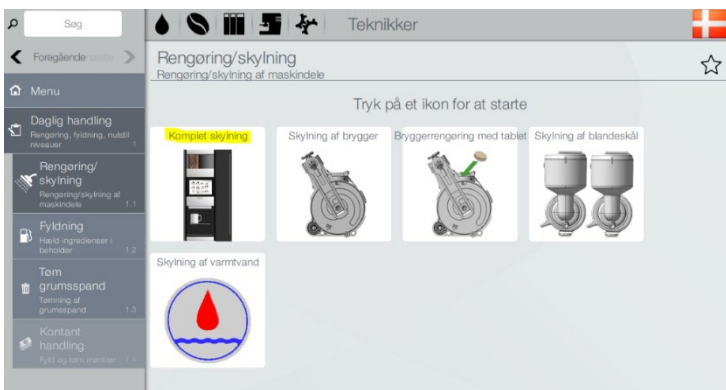 Søg
Teknikker
Foregående
Rengøring/skylning
Rengøring/skylning af maskindele
Menu
Tryk på et ikon for at starte
Daglig handling
Rengøring, fyldning, nulstil
niveauer 1
Rengøring/
skylning
Rengøring/skylning af
maskindele 1.1
Fyldning
Hæld ingredienser i
beholder 1.2
Tøm
grumsspand
Tømning af
grumsspand 1.3
Kontant
handling
Fyld og tøm mønter 1.4
Komplet skylning
Skylning af brygger
Bryggerrengøring med tablet
Skylning af blandeskål
Skylning af varmtvand